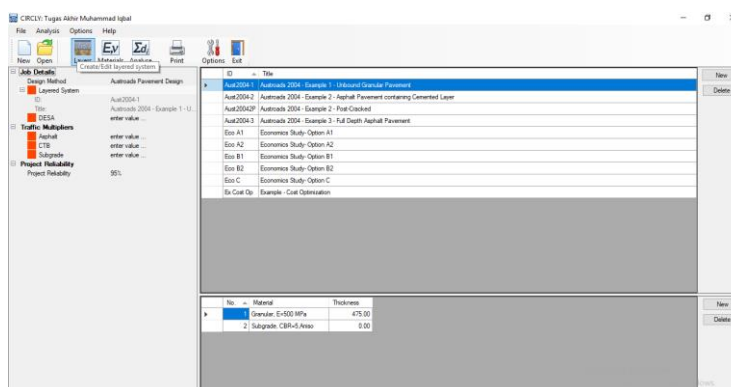 CIRCLY: Tugas Akhir Muhammad Iqbal
File Analysis Options Help
New Open Layers Materials Analyse Print Options Exit
Create/Edit layered system
Job Details
Design Method Austroads Pavement Design
Layered System
ID: Aust2004-1
Title: Austroads 2004 - Example 1 - U...
DESA enter value ...
Traffic Multipliers
Asphalt enter value ...
CTB enter value ...
Subgrade enter value ...
Project Reliability
Project Reliability 95%
ID Title
Aust2004-1 Austroads 2004 - Example 1 - Unbound Granular Pavement
Aust2004-2 Austroads 2004 - Example 2 - Asphalt Pavement containing Cemented Layer
Aust20042P Austroads 2004 - Example 2 - Post-Cracked
Aust2004-3 Austroads 2004 - Example 3 - Full Depth Asphalt Pavement
Eco A1 Economics Study- Option A1
Eco A2 Economics Study- Option A2
Eco B1 Economics Study- Option B1
Eco B2 Economics Study- Option B2
Eco C Economics Study- Option C
Ex Cost Op Example - Cost Optimisation
New
Delete
No. Material Thickness
1 Granular, E=500 MPa 475.00
2 Subgrade, CBR=5,Aniso 0.00
New
Delete